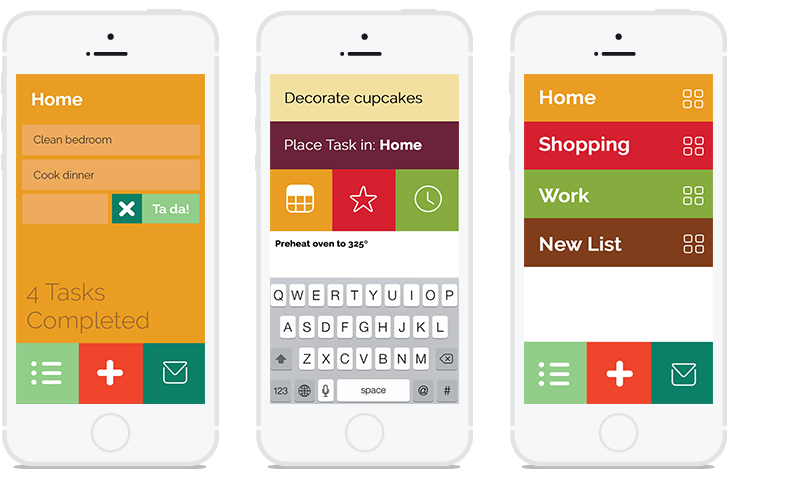 Home
Clean bedroom
Cook dinner
Ta da!
4 Tasks
Completed
Decorate cupcakes
Place Task in: Home
Preheat oven to 325°
Q W E R T Y U I O P
A S D F G H J K L
Z X C V B N M
123 space @ #
Home
Shopping
Work
New List